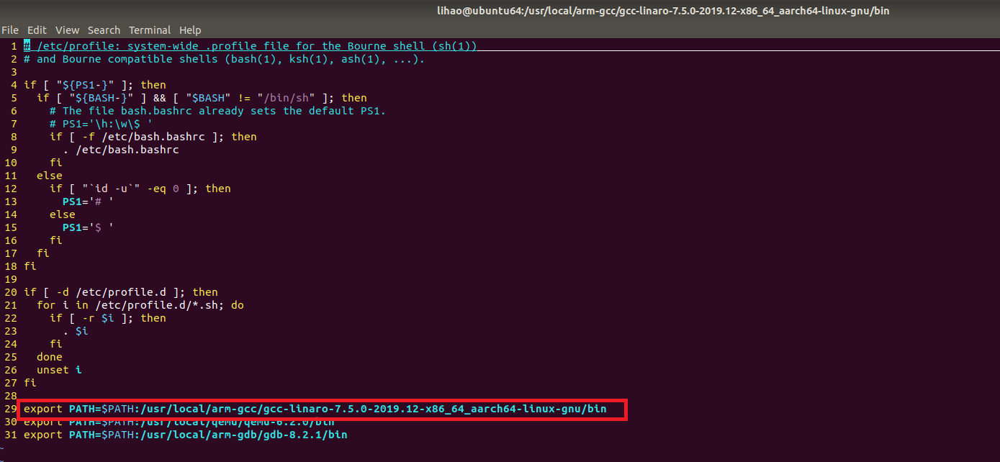 lihao@ubuntu64:/usr/local/arm-gcc/gcc-linaro-7.5.0-2019.12-x86_64_aarch64-linux-gnu/bin
File Edit View Search Terminal Help
1 # /etc/profile: system-wide .profile file for the Bourne shell (sh(1))
2 # and Bourne compatible shells (bash(1), ksh(1), ash(1), ...).
3
4 if [ "${PS1-}" ]; then
5   if [ "${BASH-}" ] && [ "$BASH" != "/bin/sh" ]; then
6     # The file bash.bashrc already sets the default PS1.
7     # PS1='\h:\w\$ '
8     if [ -f /etc/bash.bashrc ]; then
9       . /etc/bash.bashrc
10     fi
11   else
12     if [ "`id -u`" -eq 0 ]; then
13       PS1='# '
14     else
15       PS1='$ '
16     fi
17   fi
18 fi
19
20 if [ -d /etc/profile.d ]; then
21   for i in /etc/profile.d/*.sh; do
22     if [ -r $i ]; then
23       . $i
24     fi
25   done
26   unset i
27 fi
28
29 export PATH=$PATH:/usr/local/arm-gcc/gcc-linaro-7.5.0-2019.12-x86_64_aarch64-linux-gnu/bin
30 export PATH=$PATH:/usr/local/qemu/qemu-6.2.0/bin
31 export PATH=$PATH:/usr/local/arm-gdb/gdb-8.2.1/bin
~
~